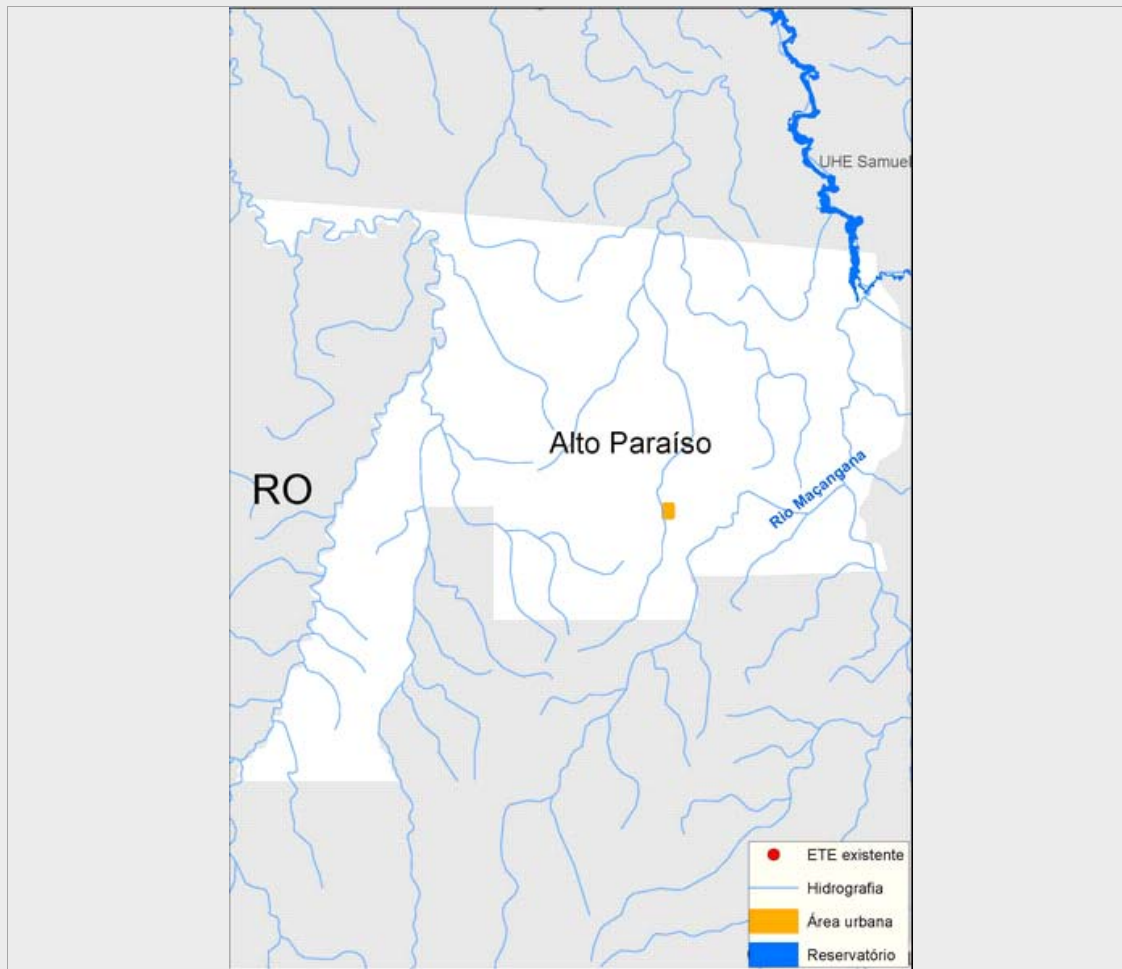 UHE Samuel
Alto Paraíso
RO
Rio Maçangana
ETE existente
Hidrografia
Área urbana
Reservatório